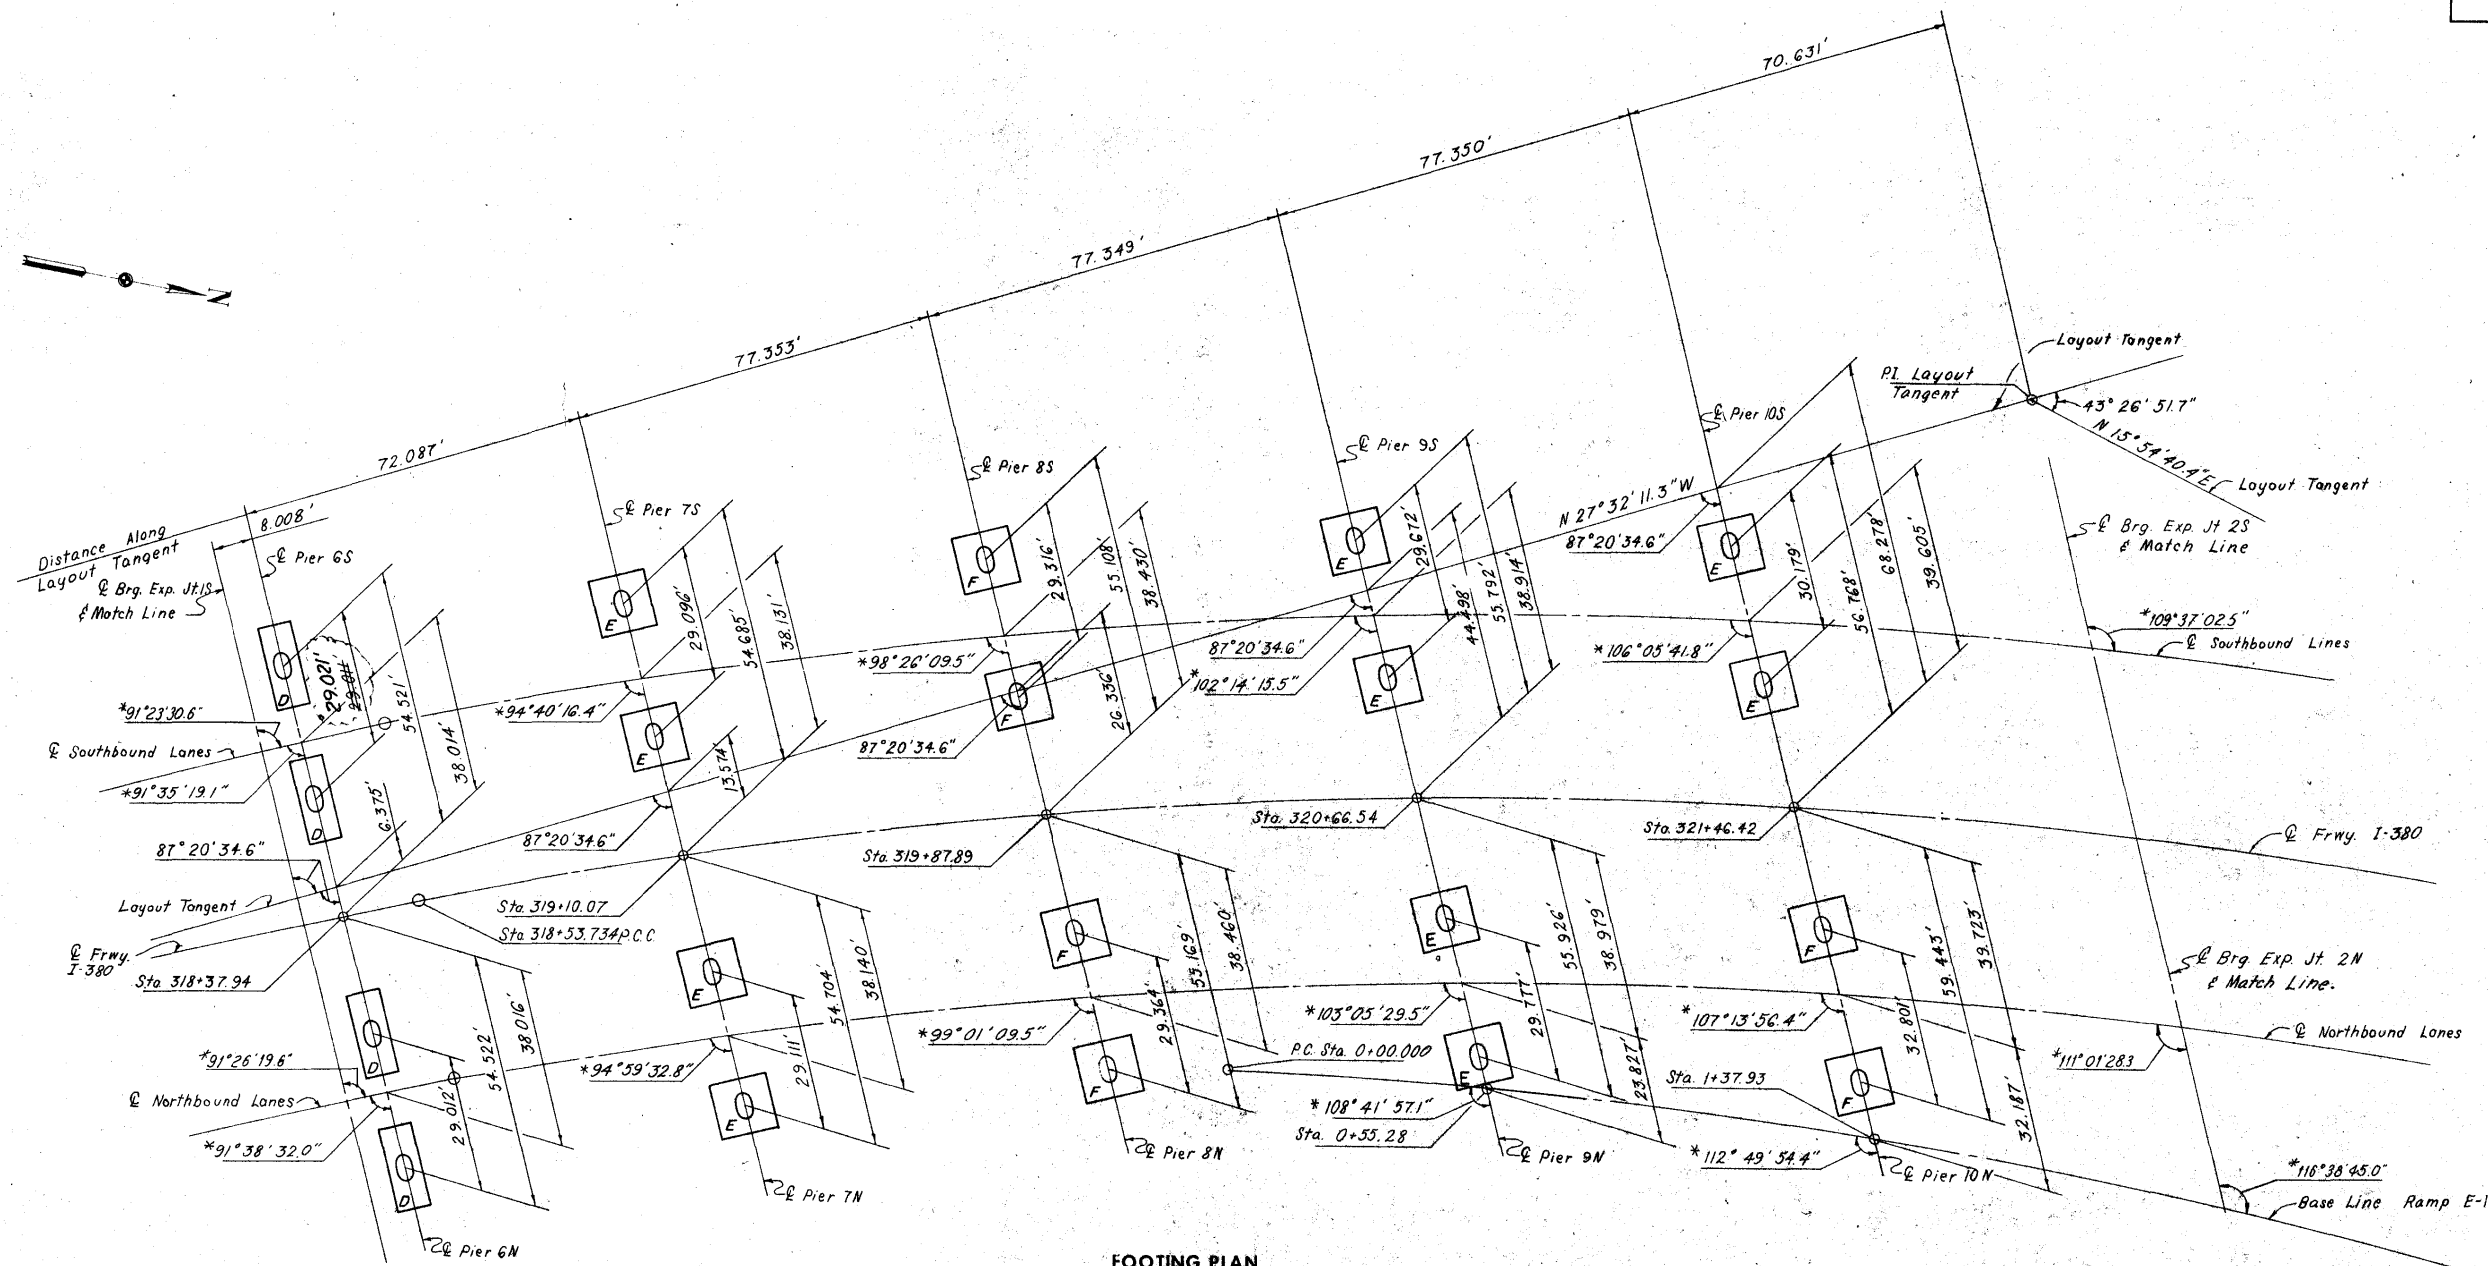 70.631'
77.350'
77.349'
77.353'
72.087'
8.008'
Distance Along
Layout Tangent
N
℄ Brg. Exp. Jt. 1S
& Match Line
℄ Pier 6S
℄ Pier 7S
℄ Pier 8S
℄ Pier 9S
℄ Pier 10S
P.I. Layout
Tangent
Layout Tangent
43° 26' 51.7"
N 15° 54' 40.4" E
Layout Tangent
℄ Brg. Exp. Jt 2S
& Match Line
N 27° 32' 11.3" W
87° 20' 34.6"
D
29.021'
29.011'
54.521'
38.014'
E
29.096'
54.685'
38.131'
F
29.316'
55.108'
38.430'
E
29.672'
44.498'
55.792'
38.914'
E
30.179'
56.768'
68.278'
39.605'
*109° 37' 02.5"
℄ Southbound Lines
*91° 23' 30.6"
℄ Southbound Lanes
*91° 35' 19.1"
D
6.375'
*94° 40' 16.4"
E
13.574'
*98° 26' 09.5"
87° 20' 34.6"
F
26.336'
87° 20' 34.6"
*102° 14' 15.5"
E
*106° 05' 41.8"
E
87° 20' 34.6"
Layout Tangent
℄ Frwy.
I-380
Sta. 318+37.94
87° 20' 34.6"
Sta. 319+10.07
Sta. 318+53.734 P.C.C.
Sta. 319+87.89
Sta. 320+66.54
Sta. 321+46.42
℄ Frwy. I-380
D
54.522'
38.016'
29.012'
E
54.704'
38.140'
29.111'
F
55.169'
38.460'
29.364'
E
55.926'
38.979'
29.777'
23.827'
F
59.443'
39.723'
32.801'
32.187'
℄ Brg. Exp. Jt. 2N
& Match Line.
℄ Northbound Lanes
*111° 01' 28.3
*91° 26' 19.6"
℄ Northbound Lanes
*91° 38' 32.0"
D
*94° 59' 32.8"
E
*99° 01' 09.5"
F
P.C. Sta. 0+00.000
*103° 05' 29.5"
E
*108° 41' 57.1"
Sta. 0+55.28
*107° 13' 56.4"
F
Sta. 1+37.93
*112° 49' 54.4"
*116° 38' 45.0"
Base Line Ramp E-1
℄ Pier 6N
℄ Pier 7N
℄ Pier 8N
℄ Pier 9N
℄ Pier 10N
FOOTING PLAN